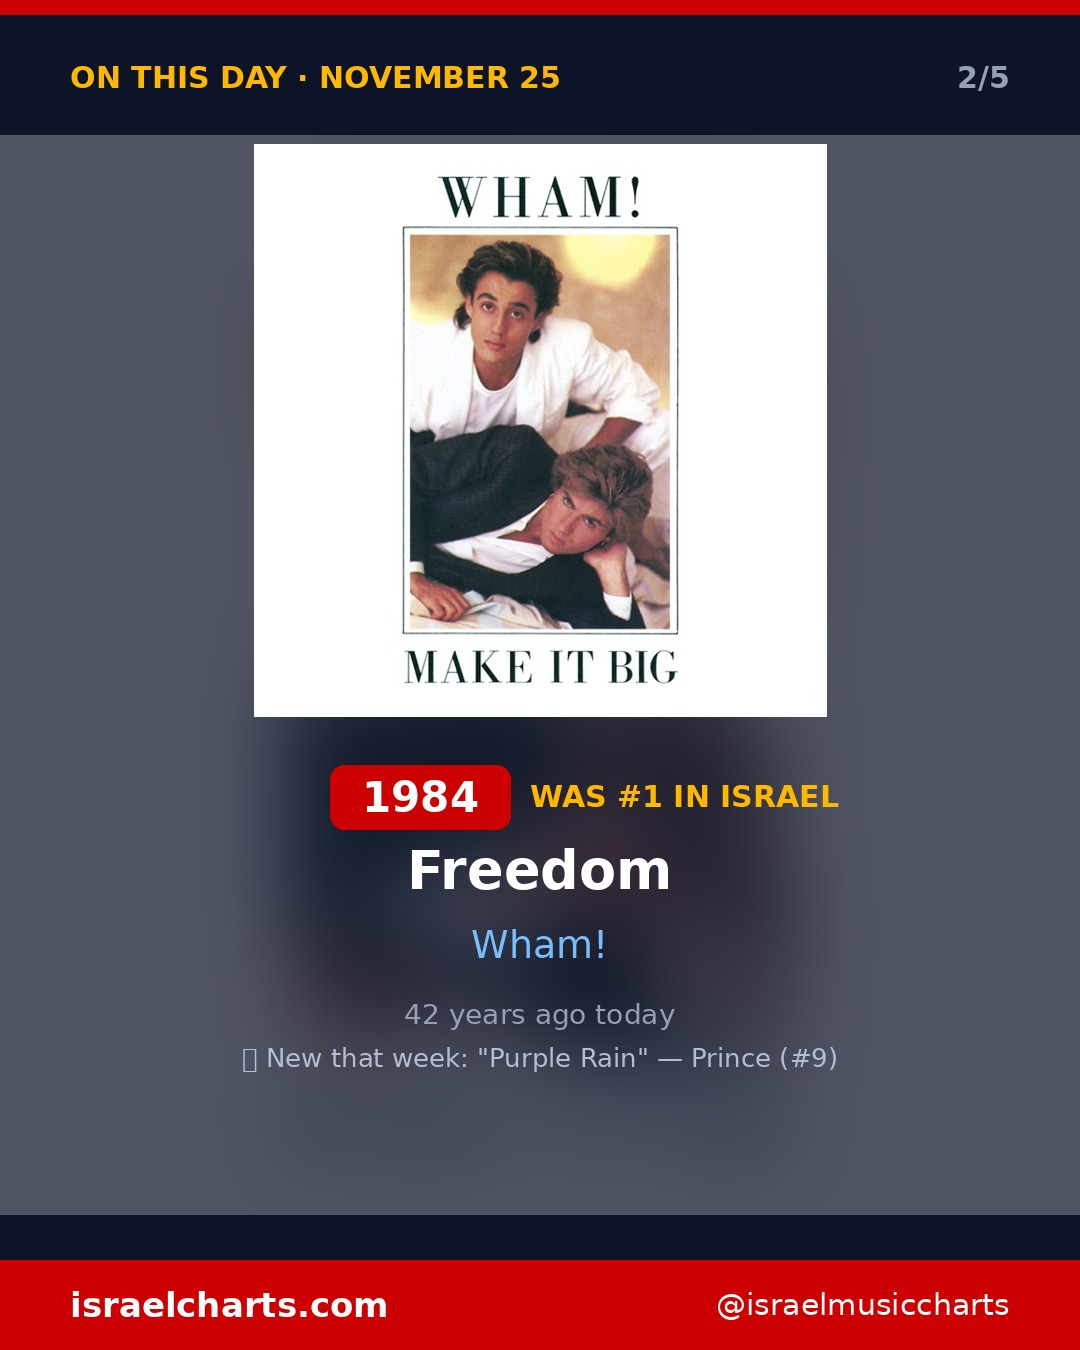 ON THIS DAY · NOVEMBER 25
2/5
WHAM!
MAKE IT BIG
1984 WAS #1 IN ISRAEL
Freedom
Wham!
42 years ago today
New that week: "Purple Rain" — Prince (#9)
israelcharts.com
@israelmusiccharts